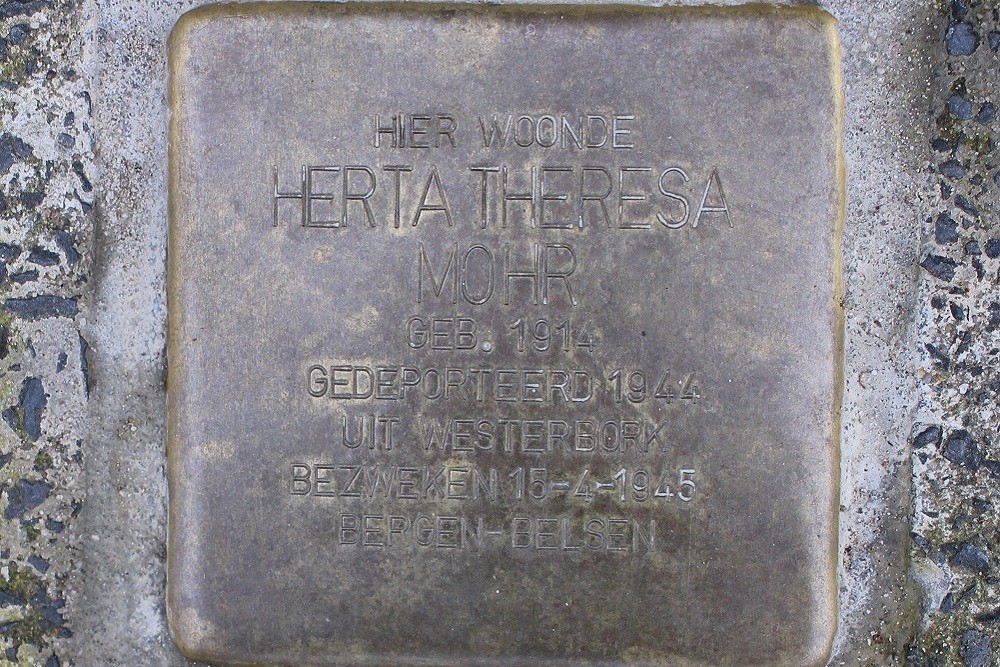 HIER WOONDE
HERTA THERESA
MOHR
GEB. 1914
GEDEPORTEERD 1944
UIT WESTERBORK
BEZWEKEN 15-4-1945
BERGEN-BELSEN